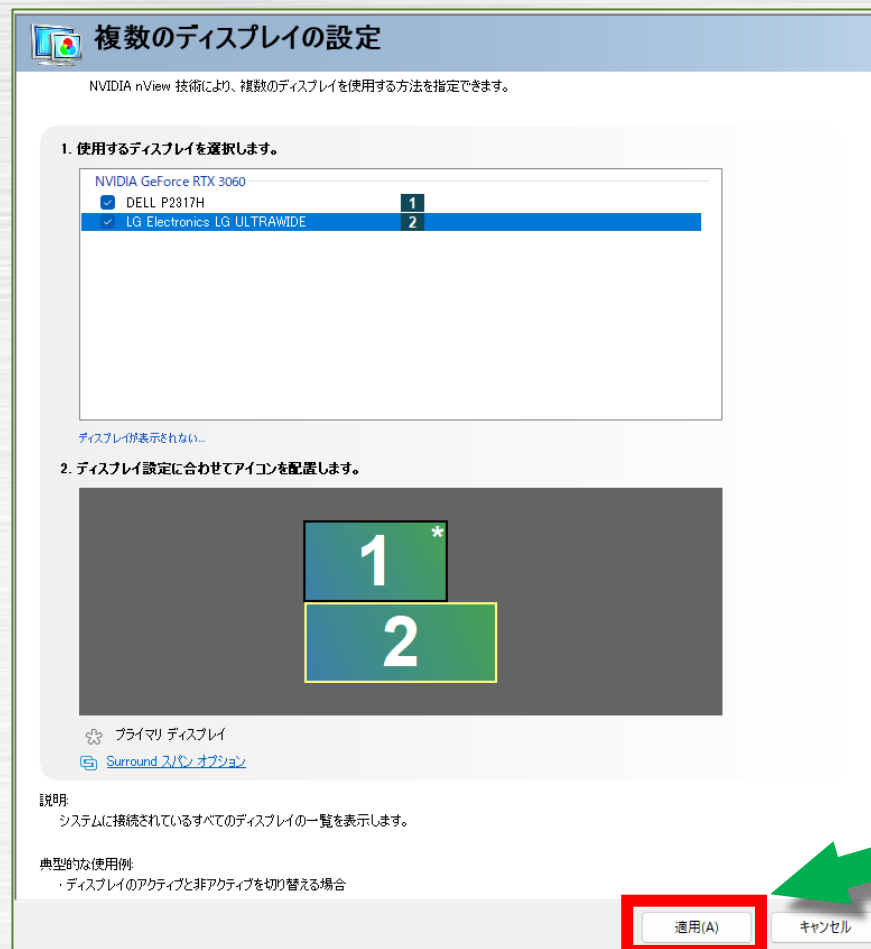 複数のディスプレイの設定
NVIDIA nView 技術により、複数のディスプレイを使用する方法を指定できます。
1. 使用するディスプレイを選択します。
NVIDIA GeForce RTX 3060
DELL P2317H 1
LG Electronics LG ULTRAWIDE 2
ディスプレイが表示されない...
2. ディスプレイ設定に合わせてアイコンを配置します。
1 *
2
プライマリ ディスプレイ
Surround スパン オプション
説明:
システムに接続されているすべてのディスプレイの一覧を表示します。
典型的な使用例:
・ディスプレイのアクティブと非アクティブを切り替える場合
適用(A)
キャンセル